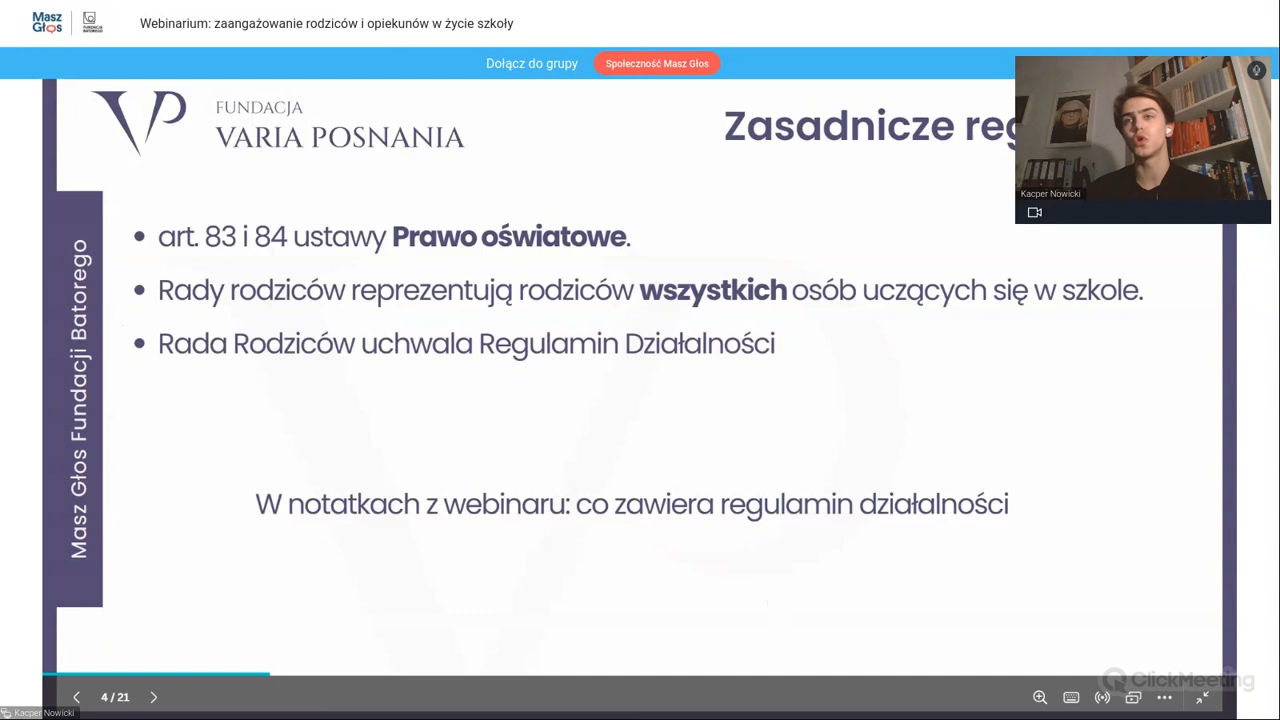 Masz Głos
FUNDACJA BATOREGO
Webinarium: zaangażowanie rodziców i opiekunów w życie szkoły
Dołącz do grupy
Społeczność Masz Głos
FUNDACJA
VARIA POSNANIA
Zasadnicze reg
Kacper Nowicki
art. 83 i 84 ustawy Prawo oświatowe.
Rady rodziców reprezentują rodziców wszystkich osób uczących się w szkole.
Rada Rodziców uchwala Regulamin Działalności
Masz Głos Fundacji Batorego
W notatkach z webinaru: co zawiera regulamin działalności
ClickMeeting
4 / 21
Kacper Nowicki